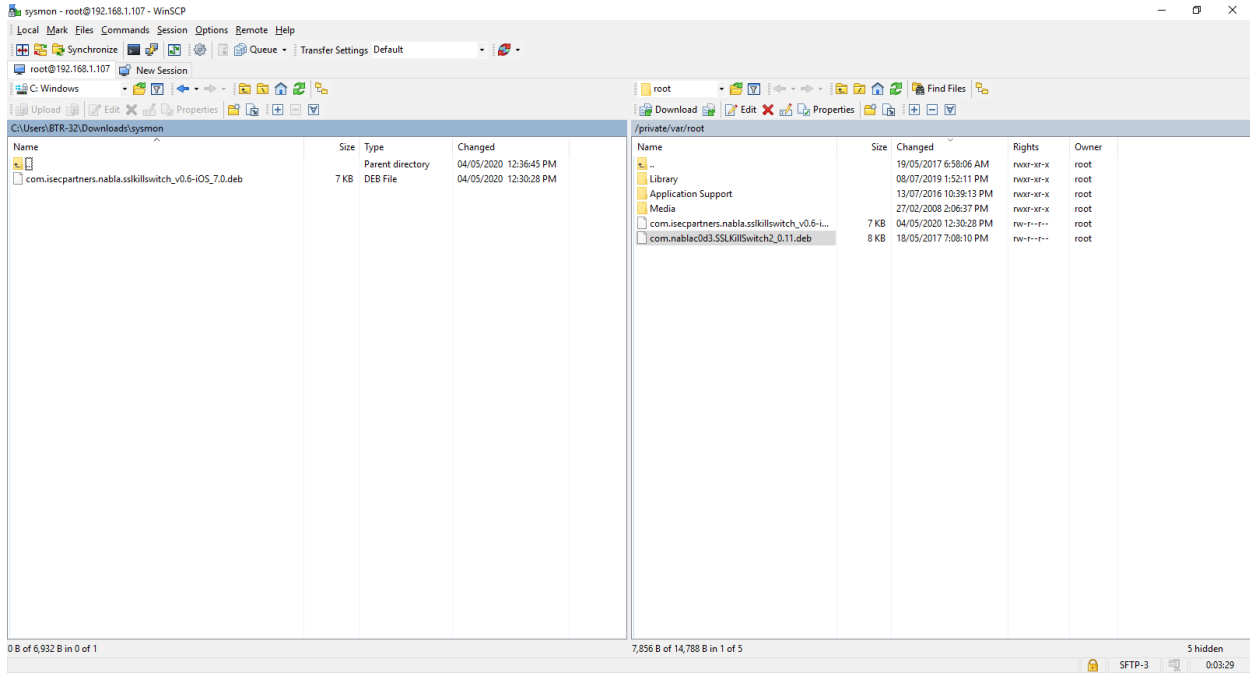 sysmon - root@192.168.1.107 - WinSCP
Local Mark Files Commands Session Options Remote Help
Synchronize Queue Transfer Settings Default
root@192.168.1.107 New Session
C: Windows root Find Files
Upload Edit Properties Download Edit Properties
C:\Users\BTR-32\Downloads\sysmon
Name Size Type Changed
.. Parent directory 04/05/2020 12:36:45 PM
com.isecpartners.nabla.sslkillswitch_v0.6-iOS_7.0.deb 7 KB DEB File 04/05/2020 12:30:28 PM
/private/var/root
Name Size Changed Rights Owner
.. 19/05/2017 6:58:06 AM rwxr-xr-x root
Library 08/07/2019 1:52:11 PM rwxr-xr-x root
Application Support 13/07/2016 10:39:13 PM rwxr-xr-x root
Media 27/02/2008 2:06:37 PM rwxr-xr-x root
com.isecpartners.nabla.sslkillswitch_v0.6-i... 7 KB 04/05/2020 12:30:28 PM rw-r--r-- root
com.nablac0d3.SSLKillSwitch2_0.11.deb 8 KB 18/05/2017 7:08:10 PM rw-r--r-- root
0 B of 6,932 B in 0 of 1
7,856 B of 14,788 B in 1 of 5 5 hidden
SFTP-3 0:03:29